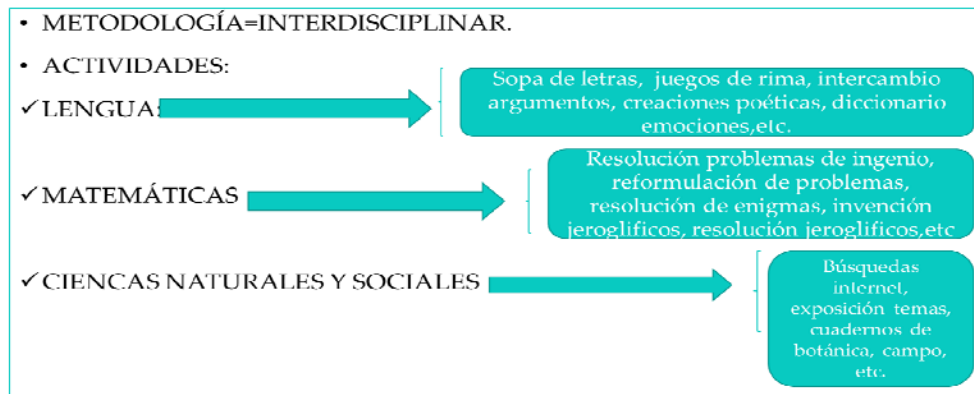 • METODOLOGÍA=INTERDISCIPLINAR.
• ACTIVIDADES:
✓ LENGUA:
Sopa de letras, juegos de rima, intercambio
argumentos, creaciones poéticas, diccionario
emociones,etc.
✓ MATEMÁTICAS
Resolución problemas de ingenio,
reformulación de problemas,
resolución de enigmas, invención
jeroglificos, resolución jeroglificos,etc
✓ CIENCAS NATURALES Y SOCIALES
Búsquedas
internet,
exposición temas,
cuadernos de
botánica, campo,
etc.